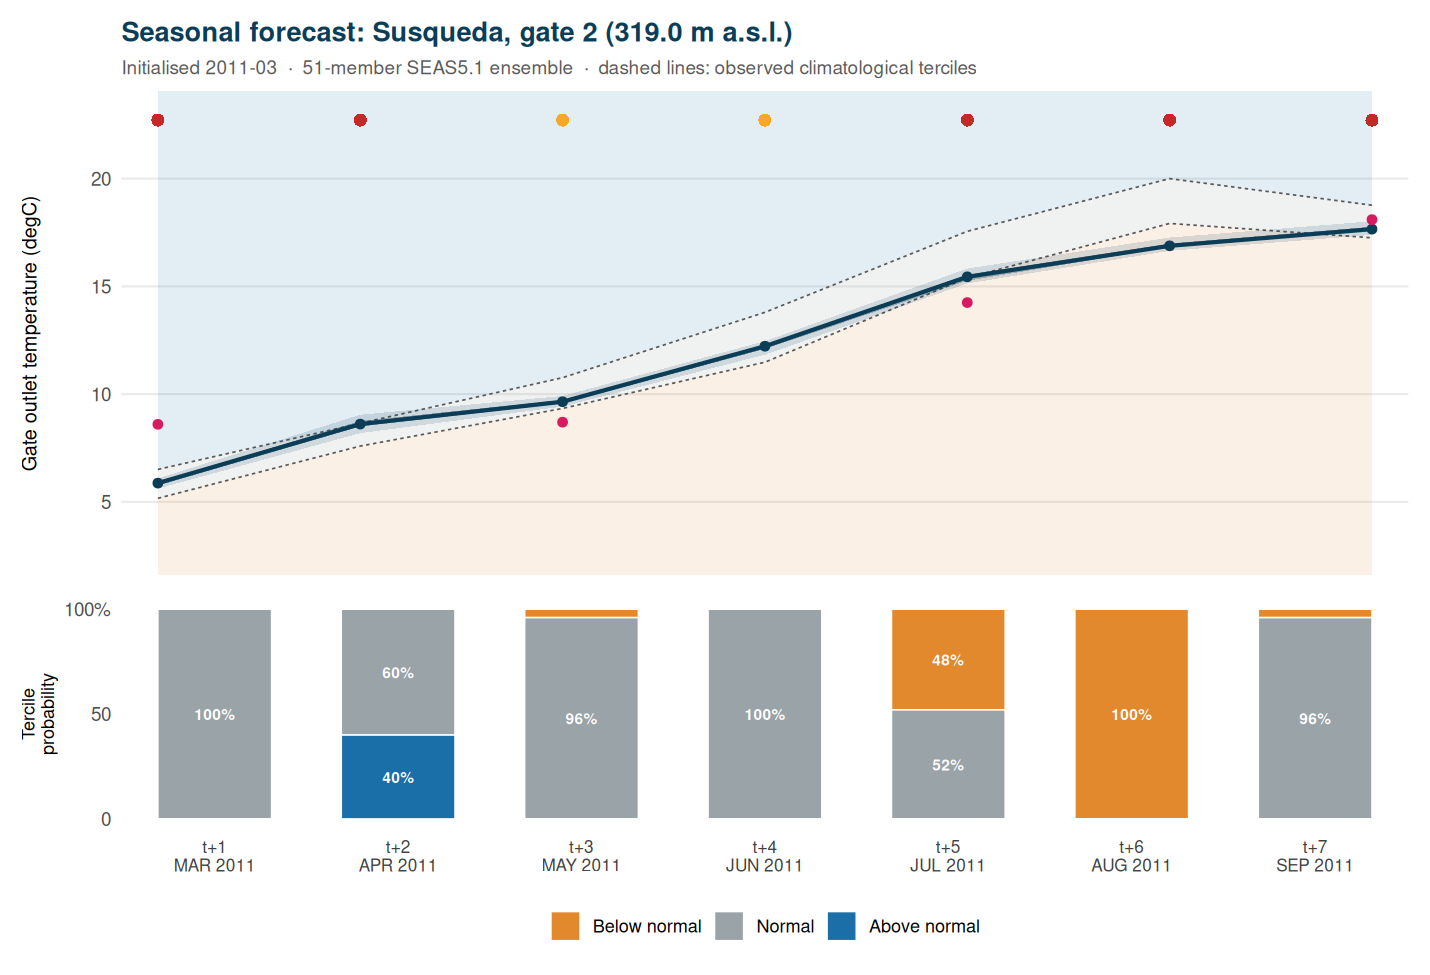 Seasonal forecast: Susqueda, gate 2 (319.0 m a.s.l.)
Initialised 2011-03 · 51-member SEAS5.1 ensemble · dashed lines: observed climatological terciles
Gate outlet temperature (degC)
20
15
10
5
Tercile
probability
100%
50
0
100%
60%
40%
96%
100%
48%
52%
100%
96%
t+1
MAR 2011
t+2
APR 2011
t+3
MAY 2011
t+4
JUN 2011
t+5
JUL 2011
t+6
AUG 2011
t+7
SEP 2011
Below normal
Normal
Above normal